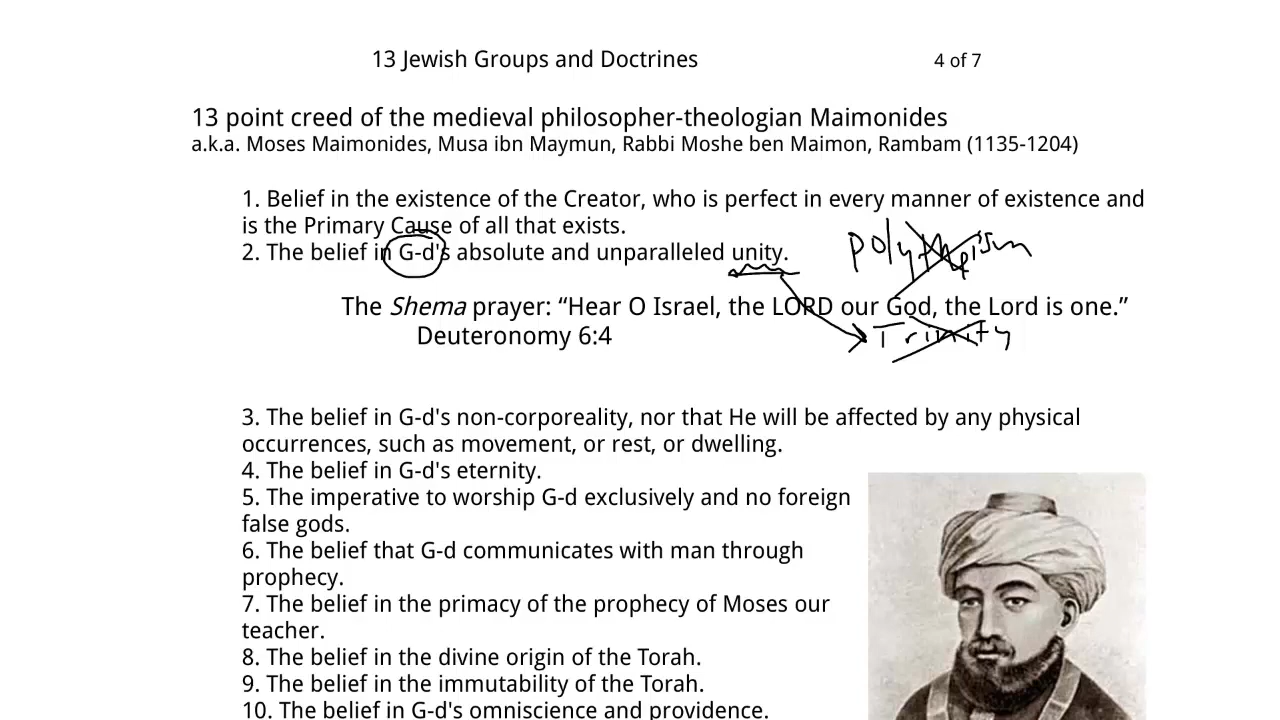 13 Jewish Groups and Doctrines 4 of 7
13 point creed of the medieval philosopher-theologian Maimonides
a.k.a. Moses Maimonides, Musa ibn Maymun, Rabbi Moshe ben Maimon, Rambam (1135-1204)
1. Belief in the existence of the Creator, who is perfect in every manner of existence and
is the Primary Cause of all that exists.
2. The belief in G-d's absolute and unparalleled unity.
polytheism
The Shema prayer: “Hear O Israel, the LORD our God, the Lord is one.”
Deuteronomy 6:4
Trinity
3. The belief in G-d's non-corporeality, nor that He will be affected by any physical
occurrences, such as movement, or rest, or dwelling.
4. The belief in G-d's eternity.
5. The imperative to worship G-d exclusively and no foreign
false gods.
6. The belief that G-d communicates with man through
prophecy.
7. The belief in the primacy of the prophecy of Moses our
teacher.
8. The belief in the divine origin of the Torah.
9. The belief in the immutability of the Torah.
10. The belief in G-d's omniscience and providence.